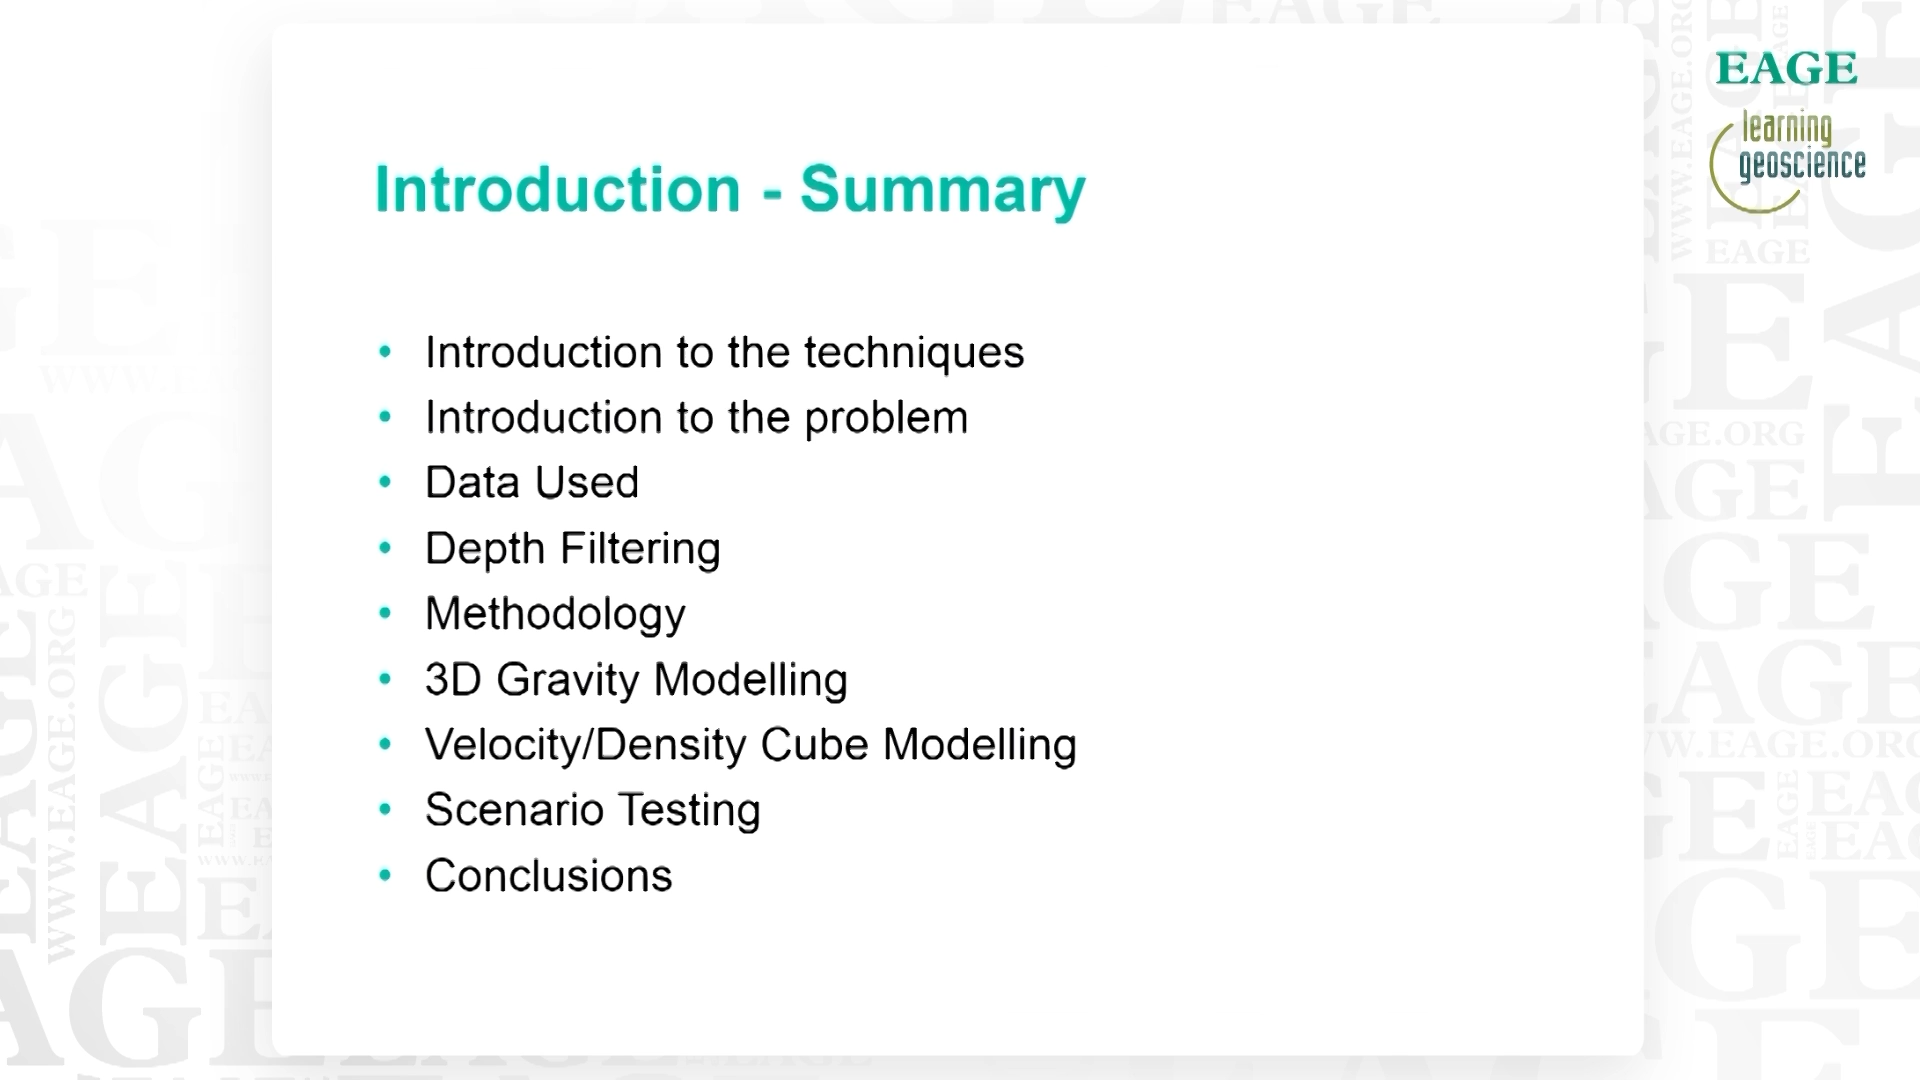 Introduction - Summary
• Introduction to the techniques
• Introduction to the problem
• Data Used
• Depth Filtering
• Methodology
• 3D Gravity Modelling
• Velocity/Density Cube Modelling
• Scenario Testing
• Conclusions
EAGE
learning
geoscience